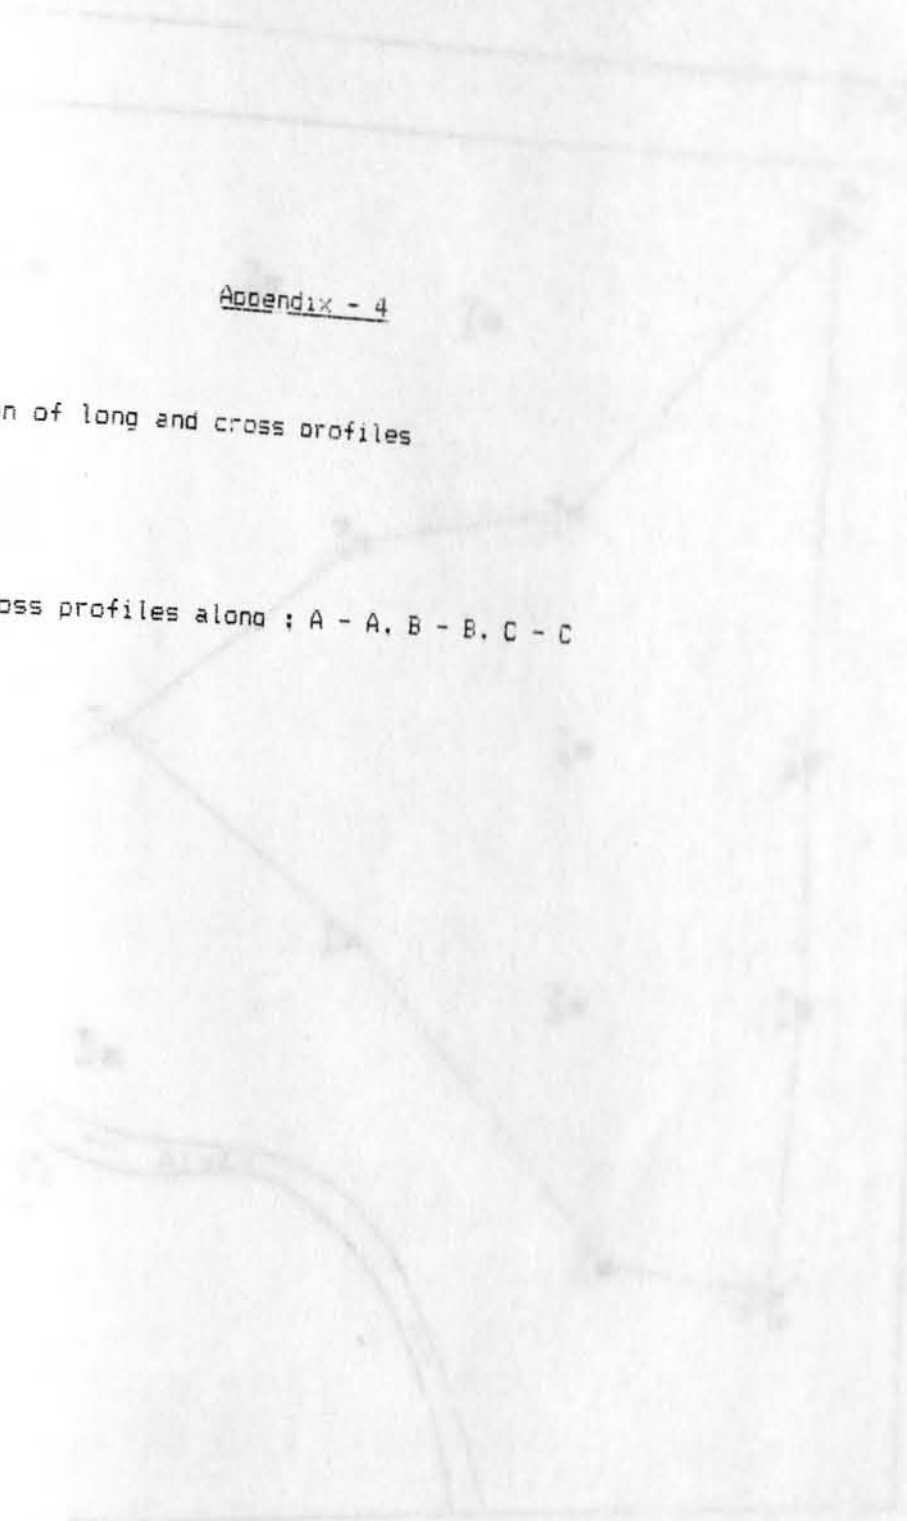 Appendix - 4
n of long and cross profiles
oss profiles along ; A - A, B - B, C - C